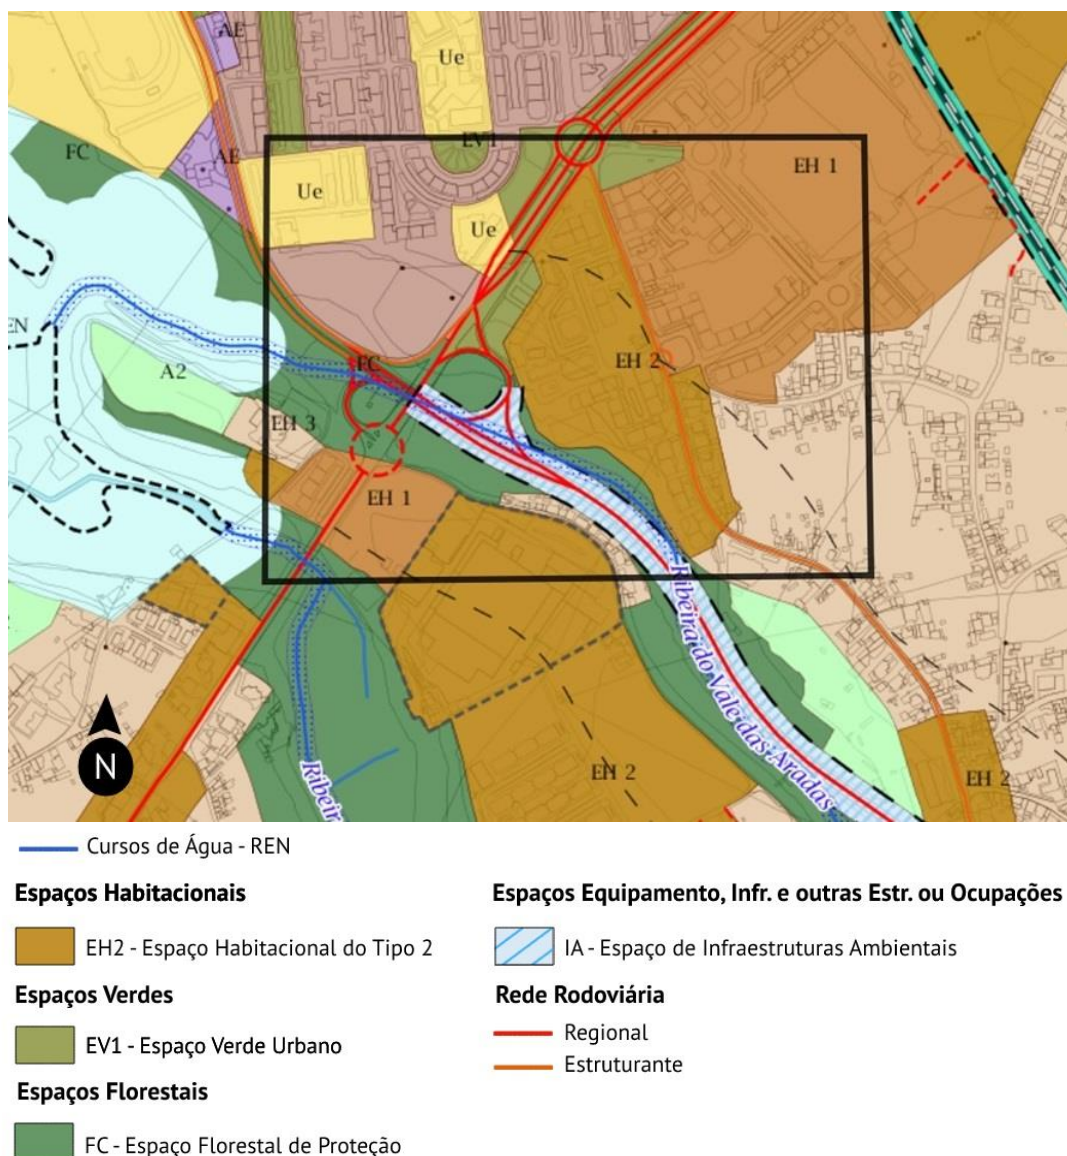 AE
Ue
EV1
FC
AE
EH 1
Ue
Ue
EN
FC
EH 2
A2
EH 3
EH 1
Ribeira do Vale das Aradas
N
Ribeir
EH 2
EH 2
Cursos de Água - REN
Espaços Habitacionais
EH2 - Espaço Habitacional do Tipo 2
Espaços Verdes
EV1 - Espaço Verde Urbano
Espaços Florestais
FC - Espaço Florestal de Proteção
Espaços Equipamento, Infr. e outras Estr. ou Ocupações
IA - Espaço de Infraestruturas Ambientais
Rede Rodoviária
Regional
Estruturante